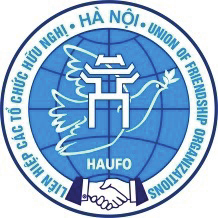 LIÊN HIỆP CÁC TỔ CHỨC HỮU NGHỊ • HÀ NỘI • UNION OF FRIENDSHIP ORGANIZATIONS
HAUFO